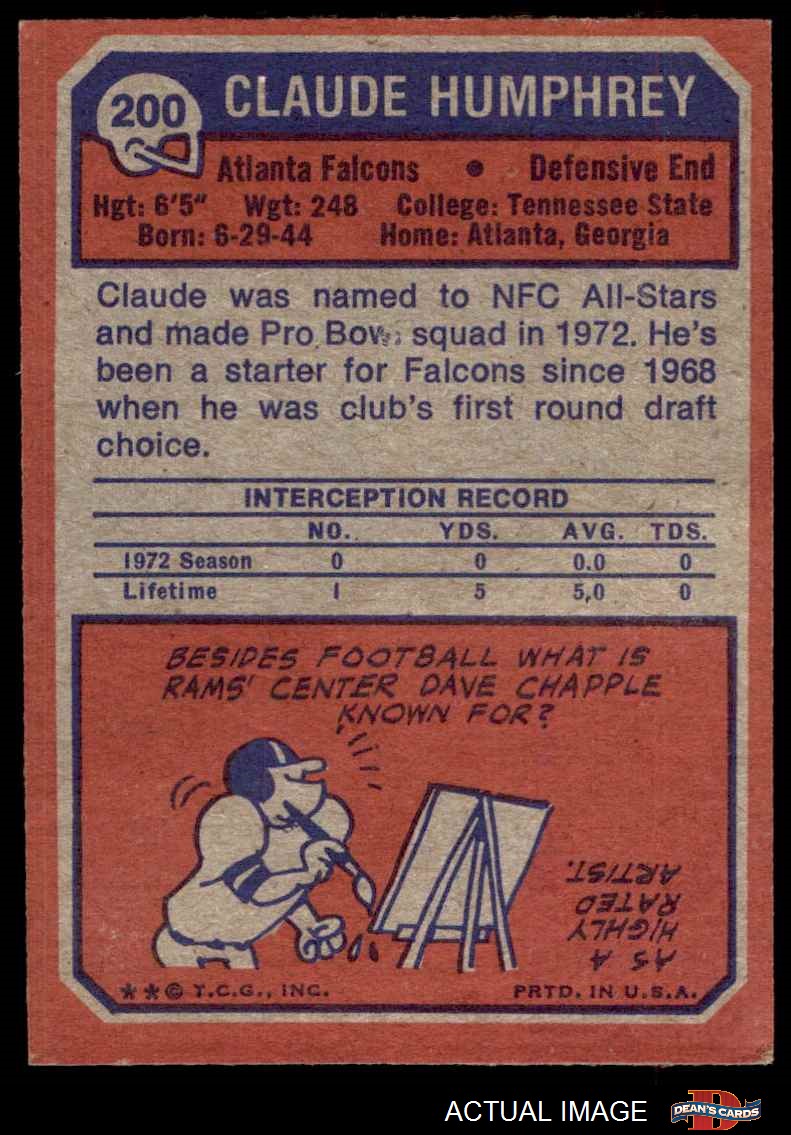 200
CLAUDE HUMPHREY
Atlanta Falcons • Defensive End
Hgt: 6'5" Wgt: 248 College: Tennessee State
Born: 6-29-44 Home: Atlanta, Georgia
Claude was named to NFC All-Stars
and made Pro Bowl squad in 1972. He's
been a starter for Falcons since 1968
when he was club's first round draft
choice.
INTERCEPTION RECORD
NO. YDS. AVG. TDS.
1972 Season 0 0 0.0 0
Lifetime 1 5 5,0 0
BESIDES FOOTBALL WHAT IS
RAMS' CENTER DAVE CHAPPLE
KNOWN FOR?
AS A
HIGHLY
RATED
ARTIST.
**© T.C.G., INC. PRTD. IN U.S.A.
ACTUAL IMAGE
D
DEAN'S CARDS